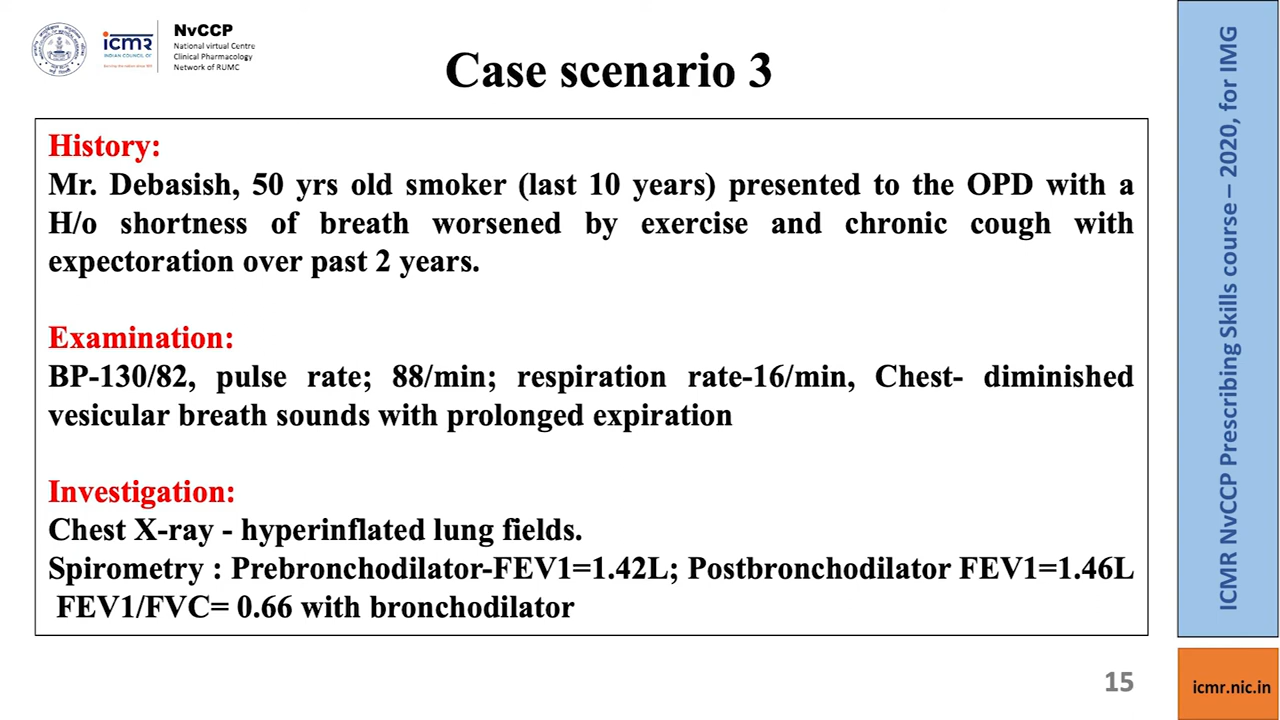 icmr
INDIAN COUNCIL OF
NvCCP
National virtual Centre
Clinical Pharmacology
Network of RUMC
Case scenario 3
History:
Mr. Debasish, 50 yrs old smoker (last 10 years) presented to the OPD with a
H/o shortness of breath worsened by exercise and chronic cough with
expectoration over past 2 years.
Examination:
BP-130/82, pulse rate; 88/min; respiration rate-16/min, Chest- diminished
vesicular breath sounds with prolonged expiration
Investigation:
Chest X-ray - hyperinflated lung fields.
Spirometry : Prebronchodilator-FEV1=1.42L; Postbronchodilator FEV1=1.46L
FEV1/FVC= 0.66 with bronchodilator
15
ICMR NvCCP Prescribing Skills course – 2020, for IMG
icmr.nic.in